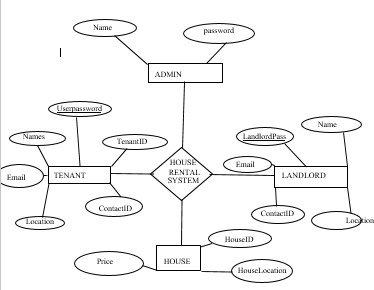 Name
password
ADMIN
Userpassword
Names
TenantID
LandlordPass
Name
HOUSE
RENTAL
SYSTEM
Email
Email
TENANT
LANDLORD
ContactID
ContactID
Location
Location
HouseID
Price
HOUSE
HouseLocation